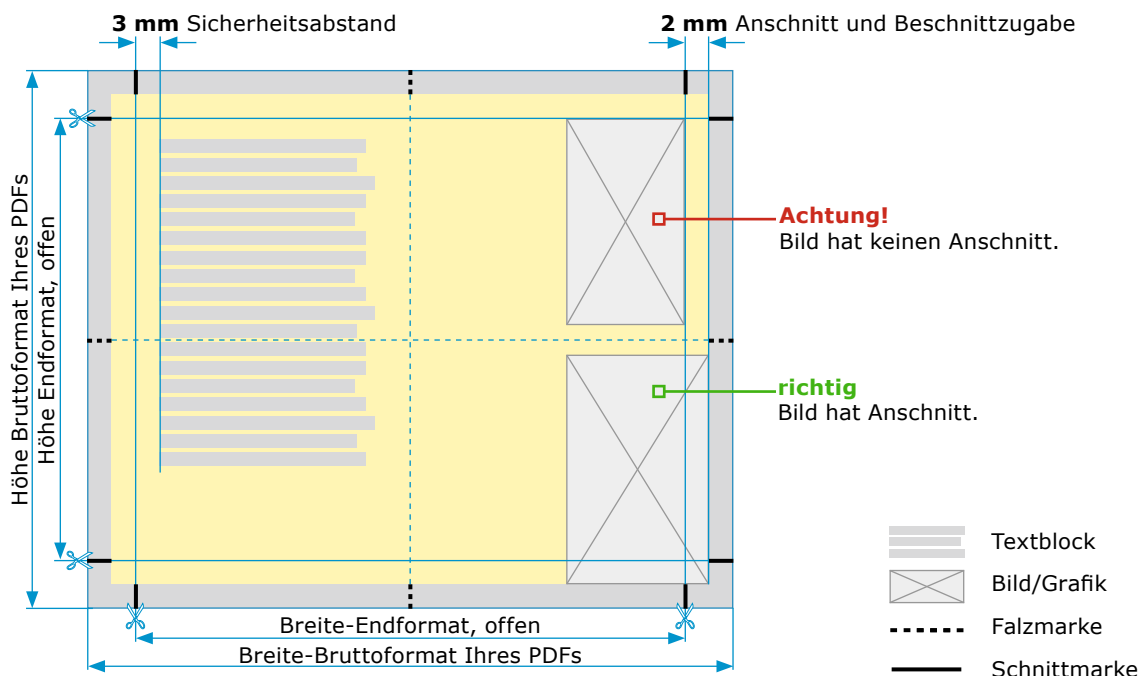 3 mm Sicherheitsabstand
2 mm Anschnitt und Beschnittzugabe
Höhe Bruttoformat Ihres PDFs
Höhe Endformat, offen
Achtung!
Bild hat keinen Anschnitt.
richtig
Bild hat Anschnitt.
Breite-Endformat, offen
Breite-Bruttoformat Ihres PDFs
Textblock
Bild/Grafik
Falzmarke
Schnittmarke